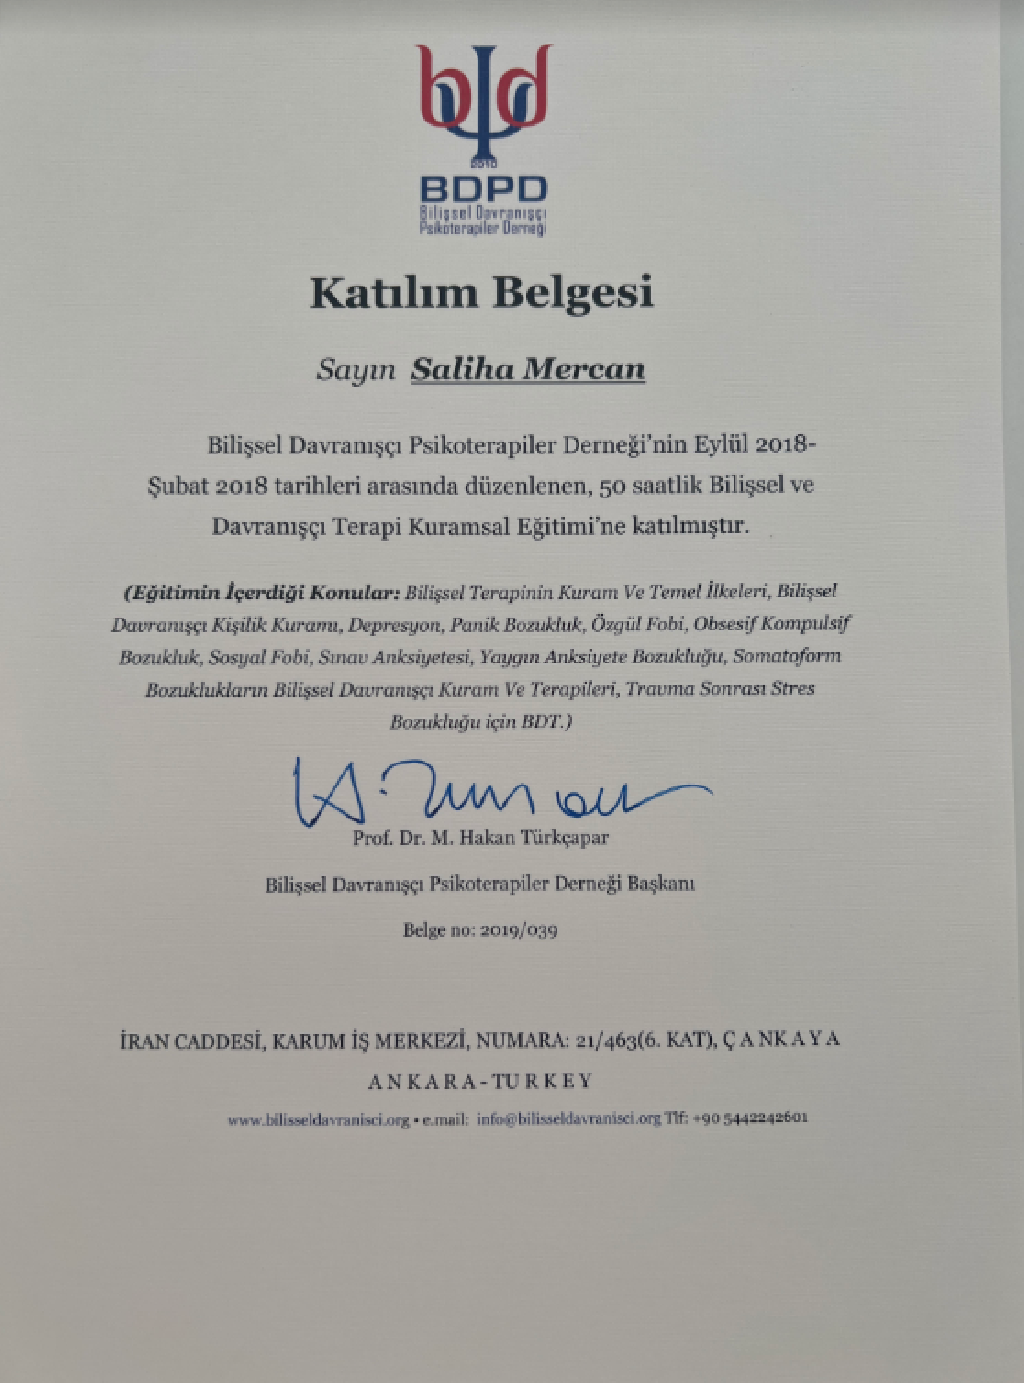 bd
2010
BDPD
Bilişsel Davranışçı
Psikoterapiler Derneği
Katılım Belgesi
Sayın Saliha Mercan
Bilişsel Davranışçı Psikoterapiler Derneği'nin Eylül 2018-
Şubat 2018 tarihleri arasında düzenlenen, 50 saatlik Bilişsel ve
Davranışçı Terapi Kuramsal Eğitimi'ne katılmıştır.
(Eğitimin İçerdiği Konular: Bilişsel Terapinin Kuram Ve Temel İlkeleri, Bilişsel
Davranışçı Kişilik Kuramı, Depresyon, Panik Bozukluk, Özgül Fobi, Obsesif Kompulsif
Bozukluk, Sosyal Fobi, Sınav Anksiyetesi, Yaygın Anksiyete Bozukluğu, Somatoform
Bozuklukların Bilişsel Davranışçı Kuram Ve Terapileri, Travma Sonrası Stres
Bozukluğu için BDT.)
Prof. Dr. M. Hakan Türkçapar
Bilişsel Davranışçı Psikoterapiler Derneği Başkanı
Belge no: 2019/039
İRAN CADDESİ, KARUM İŞ MERKEZİ, NUMARA: 21/463(6. KAT), Ç A N K A Y A
A N K A R A - T U R K E Y
www.bilisseldavranisci.org • e.mail: info@bilisseldavranisci.org Tlf: +90 5442242601